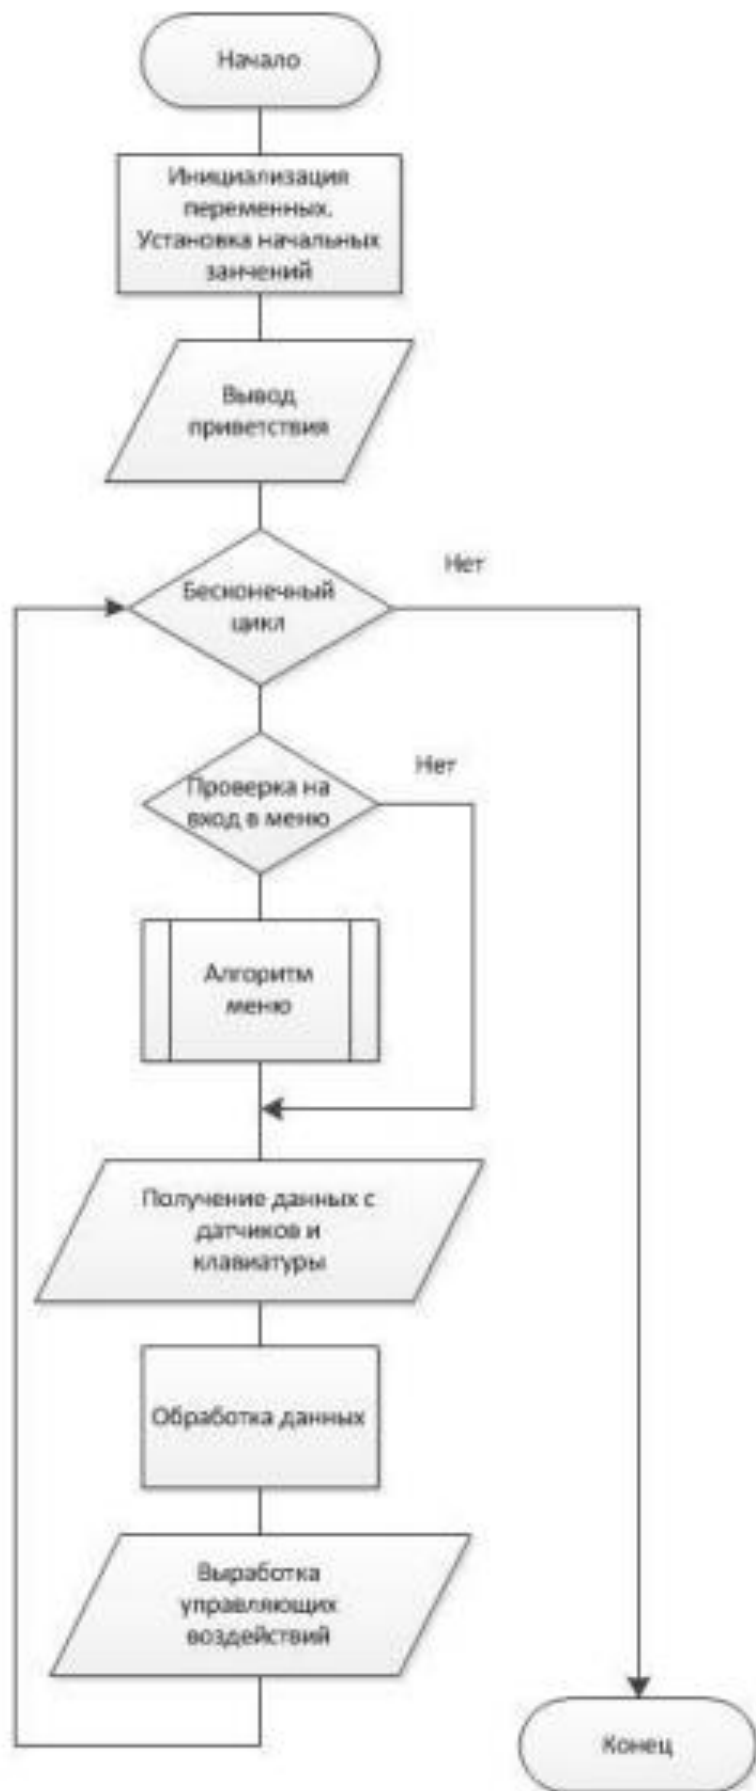 Начало
Инициализация
переменных.
Установка начальных
занчений
Вывод
приветствия
Нет
Бесконечный
цикл
Нет
Проверка на
вход в меню
Алгоритм
меню
Получение данных с
датчиков и
клавиатуры
Обработка данных
Выработка
управляющих
воздействий
Конец